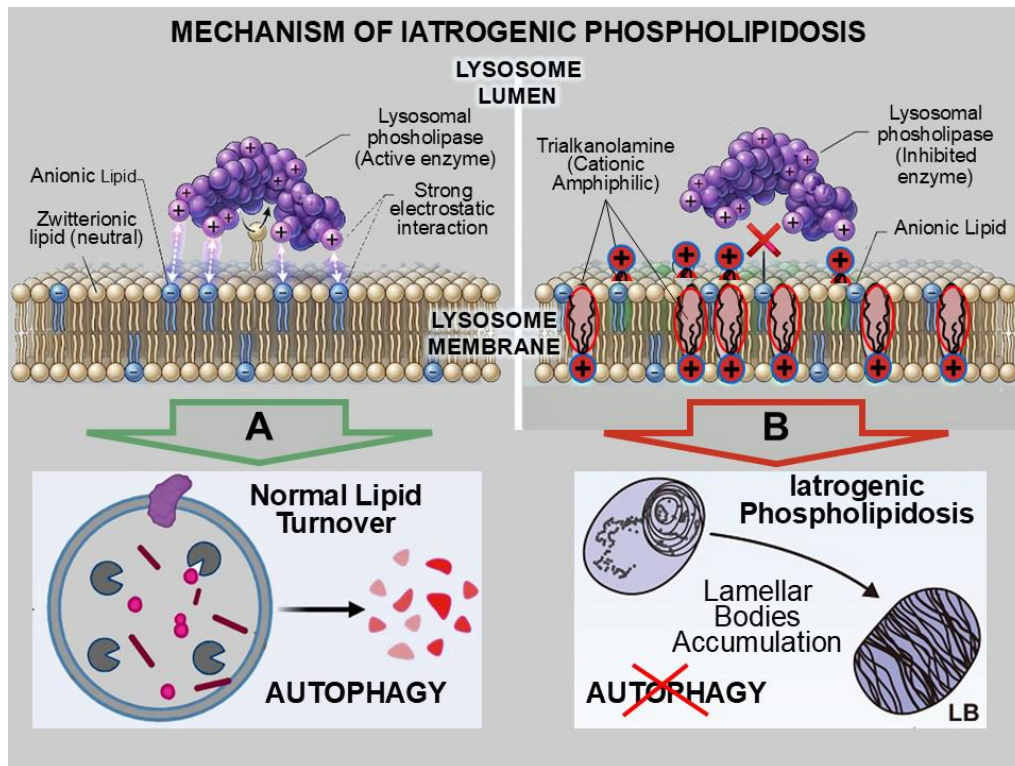 MECHANISM OF IATROGENIC PHOSPHOLIPIDOSIS
LYSOSOME
LUMEN
Lysosomal
phosholipase
(Active enzyme)
Anionic Lipid
Zwitterionic
lipid (neutral)
Strong
electrostatic
interaction
Trialkanolamine
(Cationic
Amphiphilic)
Lysosomal
phosholipase
(Inhibited
enzyme)
Anionic Lipid
LYSOSOME
MEMBRANE
A
B
Normal Lipid
Turnover
AUTOPHAGY
Iatrogenic
Phospholipidosis
Lamellar
Bodies
Accumulation
AUTOPHAGY
LB